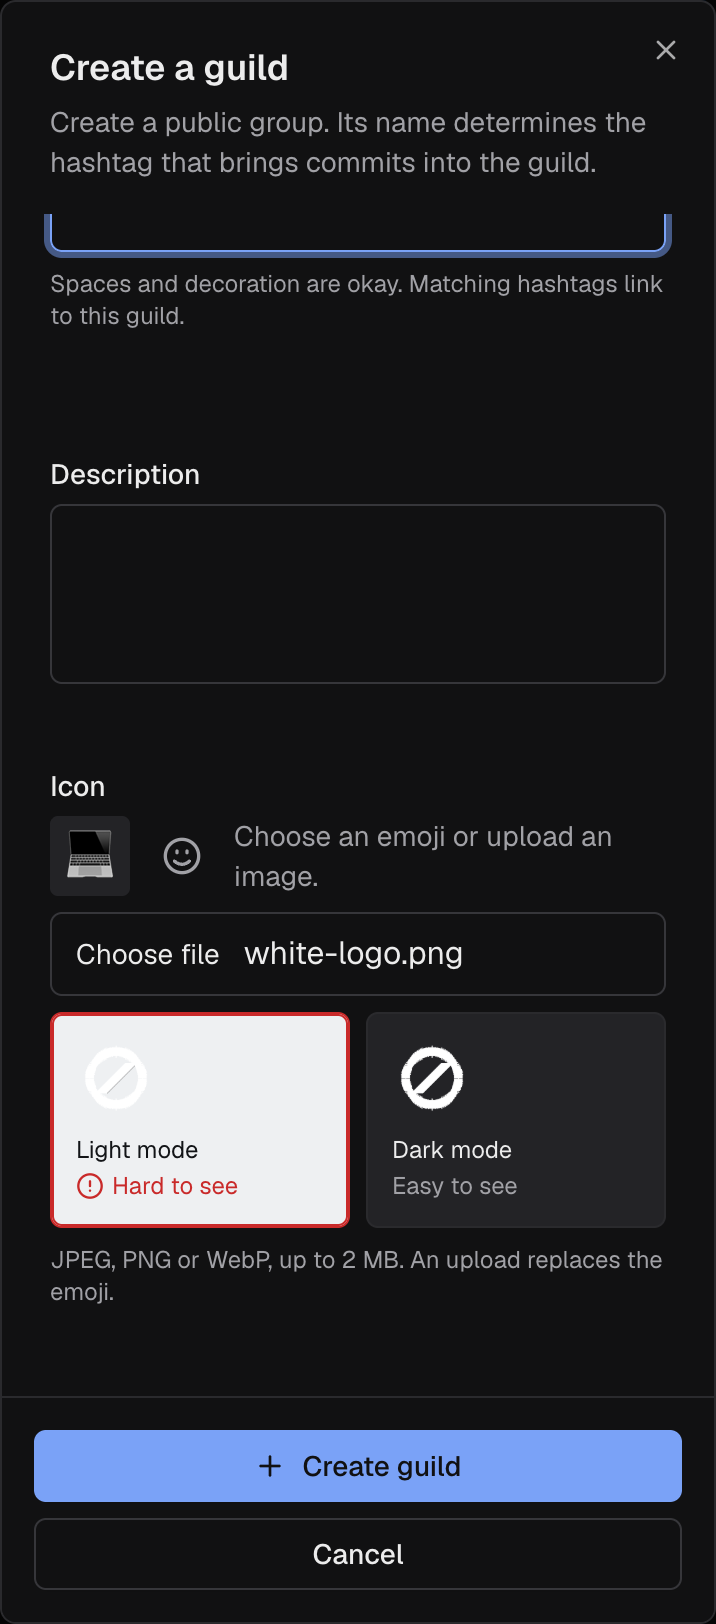 Create a guild
Create a public group. Its name determines the
hashtag that brings commits into the guild.
Spaces and decoration are okay. Matching hashtags link
to this guild.
Description
Icon
Choose an emoji or upload an
image.
Choose file white-logo.png
Light mode
Hard to see
Dark mode
Easy to see
JPEG, PNG or WebP, up to 2 MB. An upload replaces the
emoji.
Create guild
Cancel